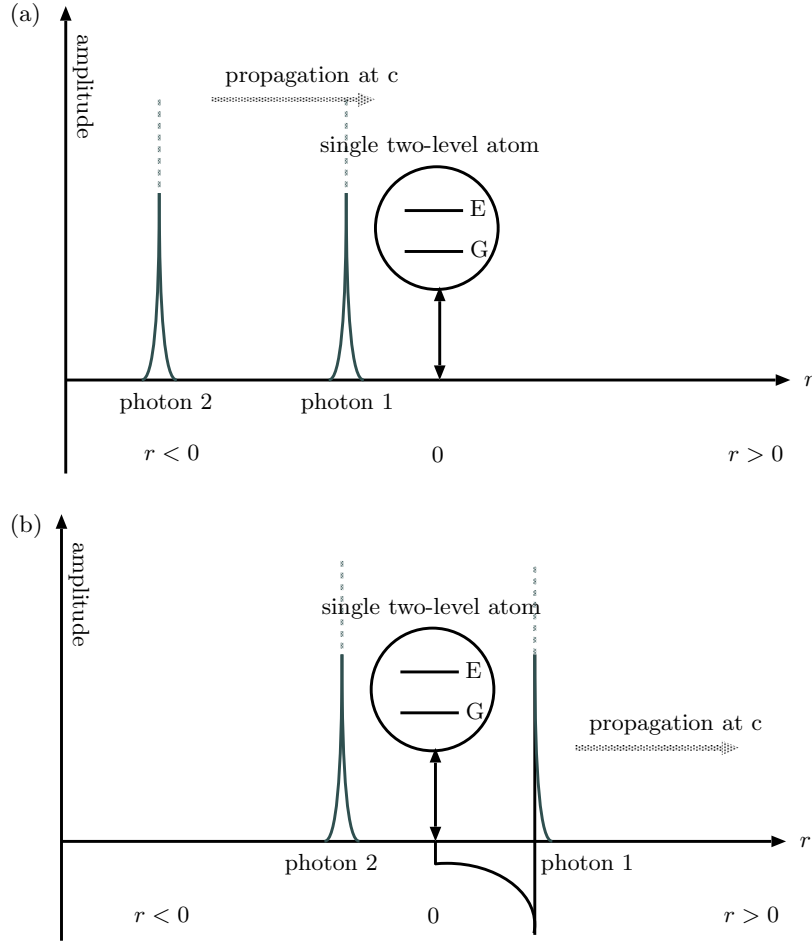 (a)
amplitude
propagation at c
single two-level atom
E
G
r
photon 2
photon 1
r < 0
0
r > 0
(b)
amplitude
single two-level atom
E
G
propagation at c
r
photon 2
photon 1
r < 0
0
r > 0